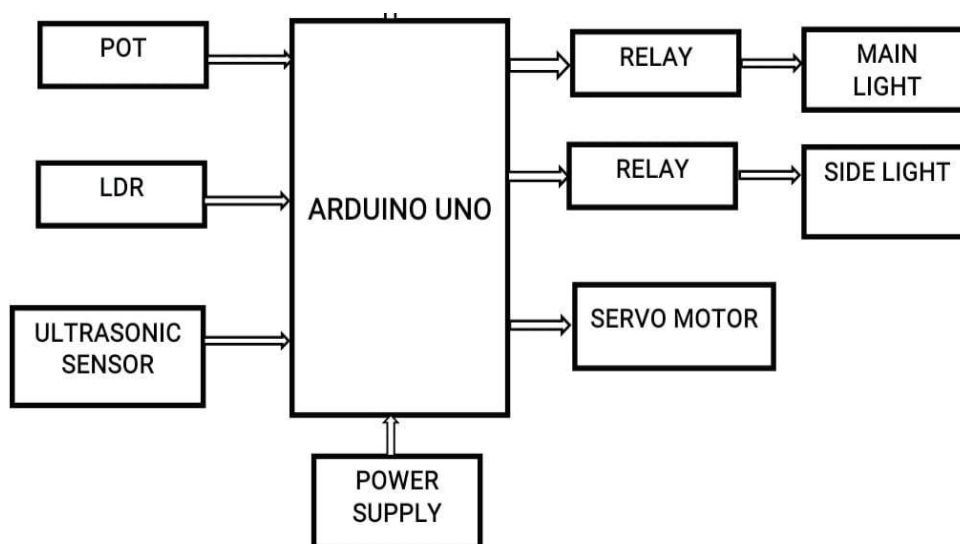 POT
RELAY
MAIN
LIGHT
LDR
RELAY
SIDE LIGHT
ARDUINO UNO
ULTRASONIC
SENSOR
SERVO MOTOR
POWER
SUPPLY